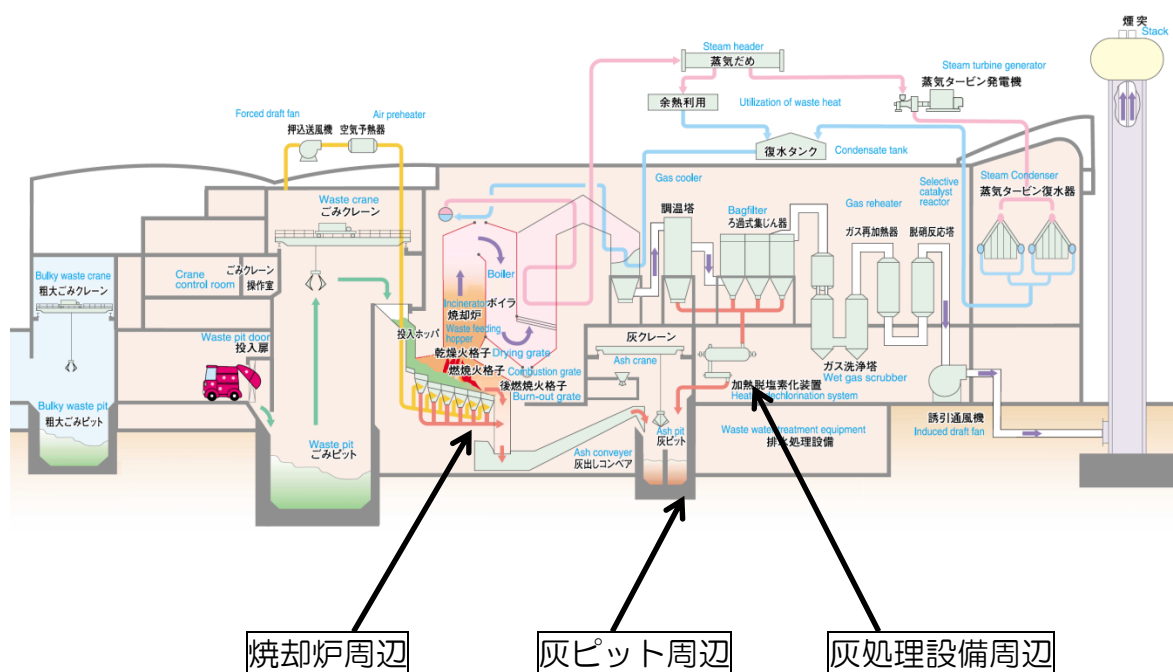 煙突
Stack
Steam header
蒸気だめ
Steam turbine generator
蒸気タービン発電機
余熱利用
Utilization of waste heat
Forced draft fan
押込送風機
Air preheater
空気予熱器
復水タンク
Condensate tank
Gas cooler
調温塔
Bagfilter
ろ過式集じん器
Gas reheater
ガス再加熱器
Selective
catalyst
reactor
脱硝反応塔
Steam Condenser
蒸気タービン復水器
Waste crane
ごみクレーン
Bulky waste crane
粗大ごみクレーン
Crane
control room
ごみクレーン
操作室
Boiler
ボイラ
Incinerato
焼却炉
Waste feeding
hopper
投入ホッパ
乾燥火格子
Drying grate
燃焼火格子
Combustion grate
後燃焼火格子
Burn-out grate
灰クレーン
Ash crane
Waste pit door
投入扉
ガス洗浄塔
Wet gas scrubber
加熱脱塩素化装置
誘引通風機
Induced draft fan
Bulky waste pit
粗大ごみピット
Waste pit
ごみピット
Ash pit
灰ピット
Waste water treatment equipment
排水処理設備
Ash conveyer
灰出しコンベア
焼却炉周辺
灰ピット周辺
灰処理設備周辺